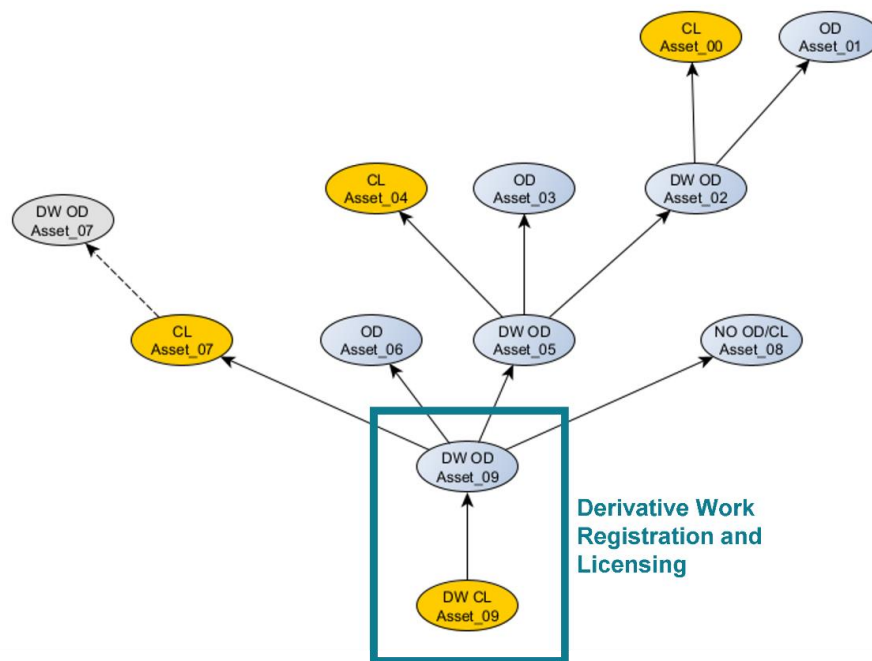 CL
Asset_00
OD
Asset_01
CL
Asset_04
OD
Asset_03
DW OD
Asset_02
DW OD
Asset_07
CL
Asset_07
OD
Asset_06
DW OD
Asset_05
NO OD/CL
Asset_08
DW OD
Asset_09
Derivative Work
Registration and
Licensing
DW CL
Asset_09